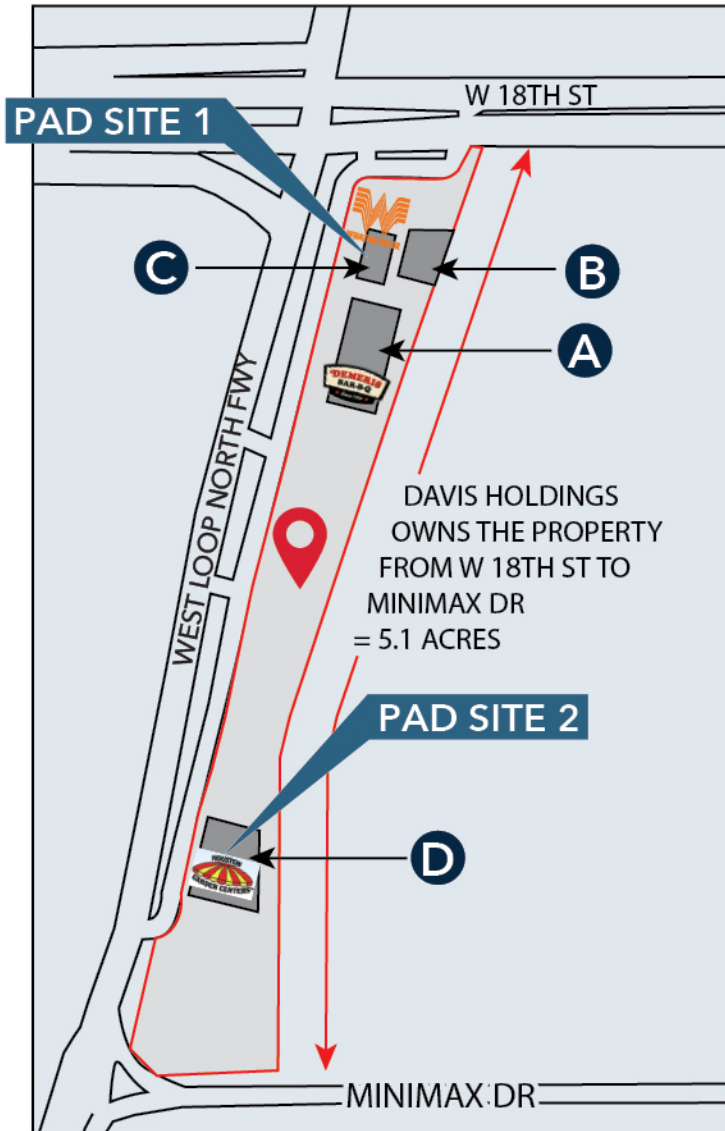 W 18TH ST
PAD SITE 1
C
B
A
DEMERIS
BAR-B-Q
WEST LOOP NORTH FWY
DAVIS HOLDINGS
OWNS THE PROPERTY
FROM W 18TH ST TO
MINIMAX DR
= 5.1 ACRES
PAD SITE 2
HOUSTON
GARDEN CENTERS
D
MINIMAX DR